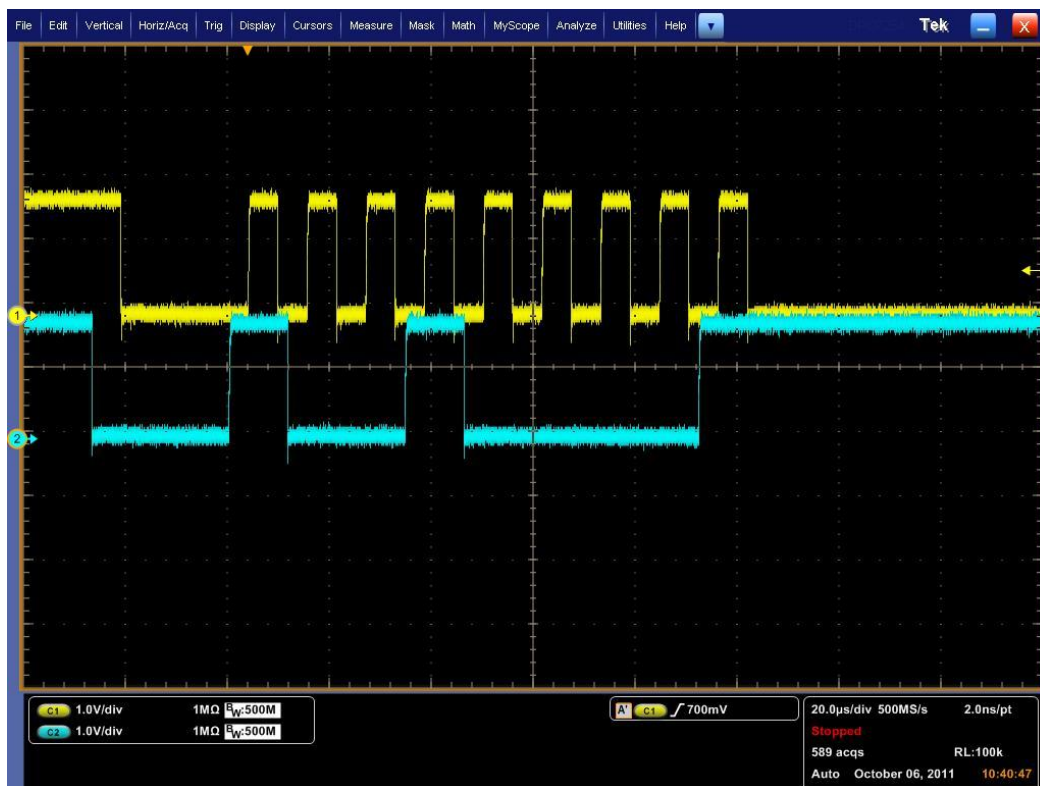 File Edit Vertical Horiz/Acq Trig Display Cursors Measure Mask Math MyScope Analyze Utilities Help Tek X
1
2
C1 1.0V/div 1MΩ BW:500M
C2 1.0V/div 1MΩ BW:500M
A' C1 700mV
20.0µs/div 500MS/s 2.0ns/pt
Stopped
589 acqs RL:100k
Auto October 06, 2011 10:40:47